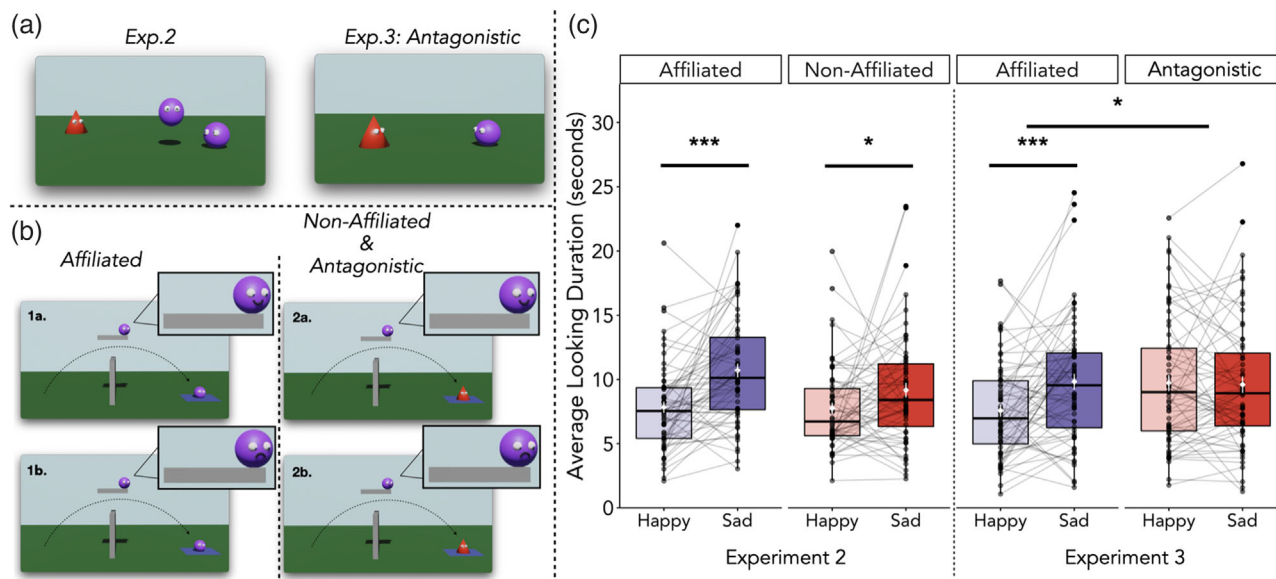 (a)
Exp.2
Exp.3: Antagonistic
(b)
Affiliated
Non-Affiliated
&
Antagonistic
1a.
2a.
1b.
2b.
(c)
Affiliated
Non-Affiliated
Affiliated
Antagonistic
Average Looking Duration (seconds)
30
25
20
15
10
5
0
***
*
***
*
Happy
Sad
Happy
Sad
Happy
Sad
Happy
Sad
Experiment 2
Experiment 3